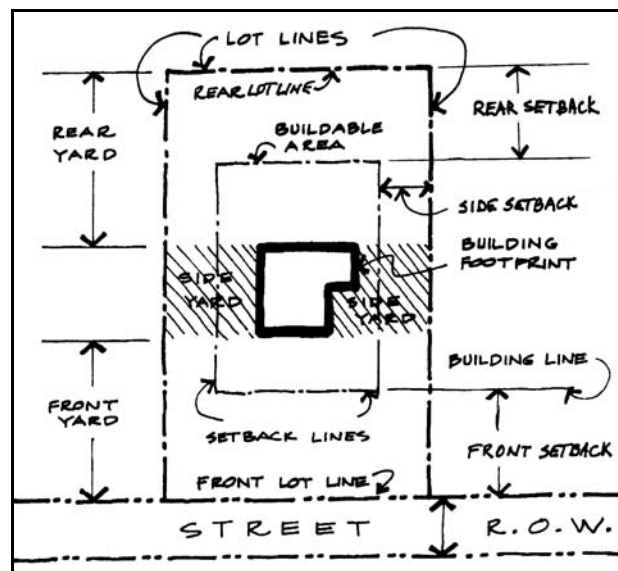 LOT LINES
REAR LOT LINE
REAR SETBACK
REAR
YARD
BUILDABLE
AREA
SIDE SETBACK
BUILDING
FOOTPRINT
SIDE
YARD
SIDE
YARD
BUILDING LINE
FRONT
YARD
SETBACK LINES
FRONT SETBACK
FRONT LOT LINE
STREET
R.O.W.